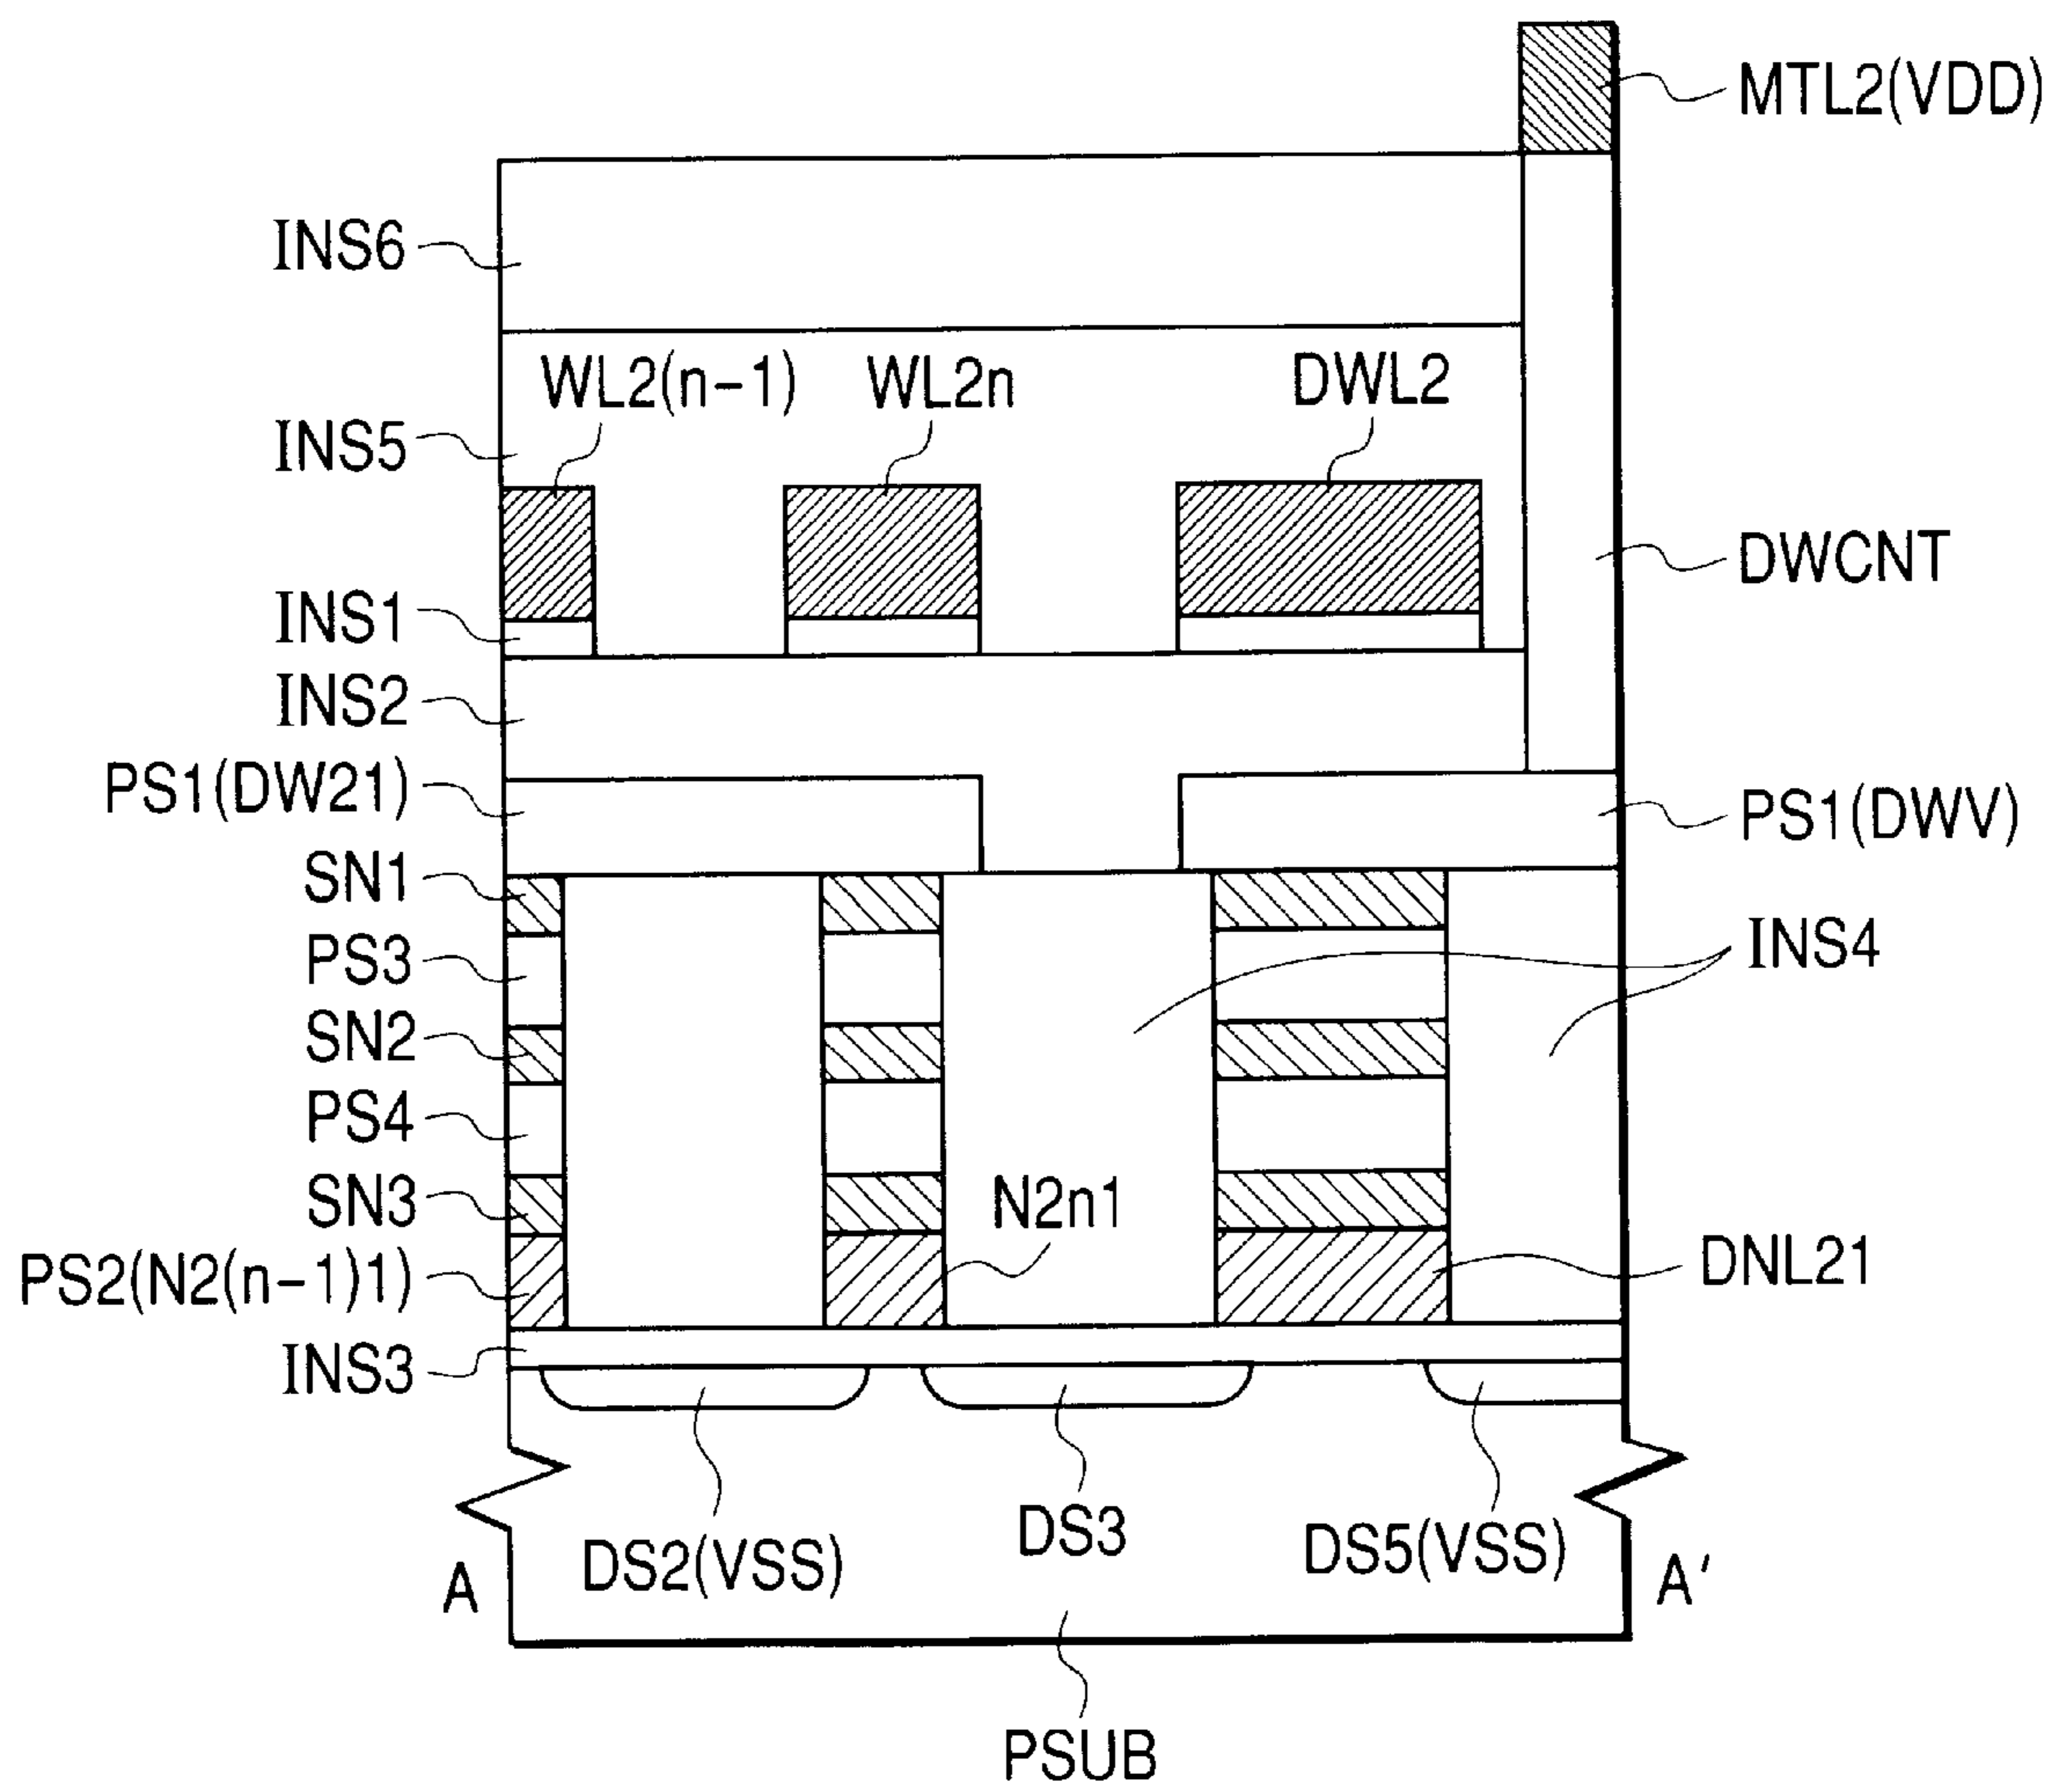 MTL2(VDD)
INS6
WL2(n-1)
WL2n
DWL2
INS5
DWCNT
INS1
INS2
PS1(DW21)
PS1(DWV)
SN1
INS4
PS3
SN2
PS4
SN3
N2n1
PS2(N2(n-1)1)
DNL21
INS3
DS2(VSS)
DS3
DS5(VSS)
A
A'
PSUB